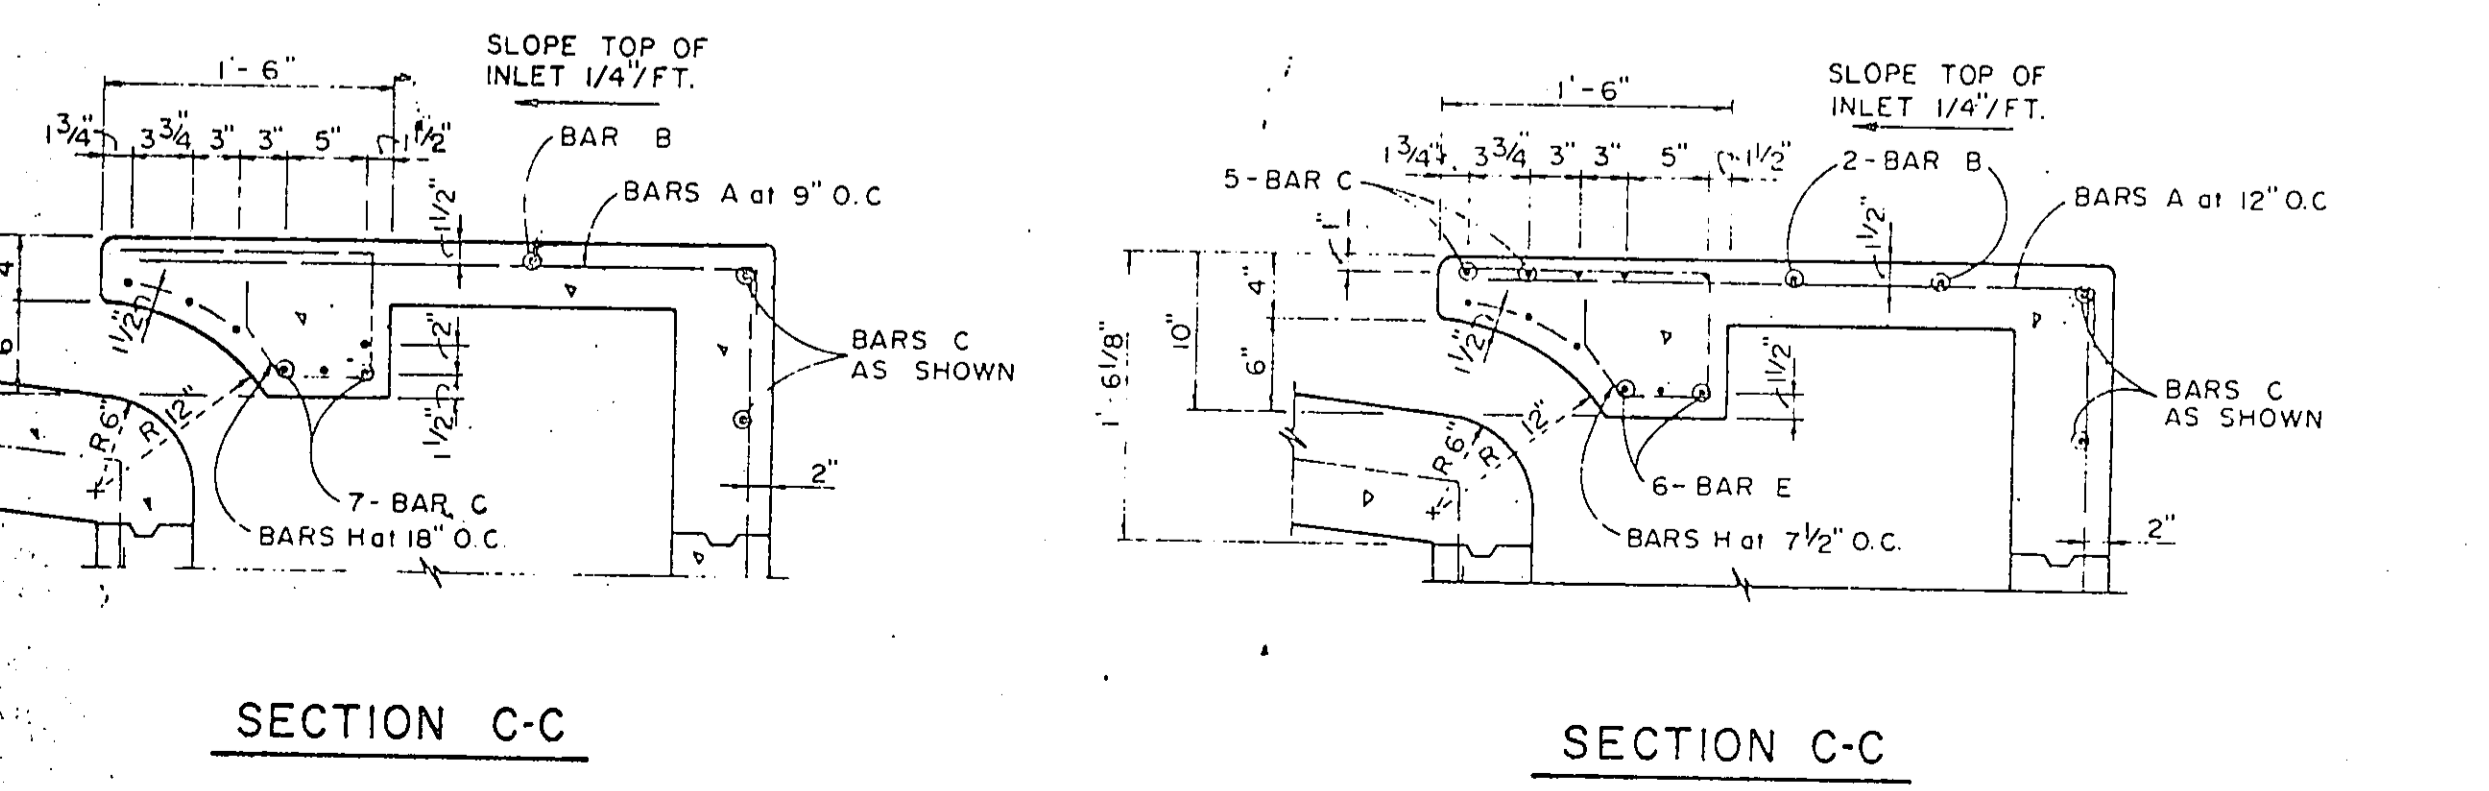 SLOPE TOP OF
INLET 1/4"/FT.
1'-6"
1 3/4"
3 3/4"
3"
3"
5"
1 1/2"
BAR B
1 1/2"
BARS A at 9" O.C
4
6
1 1/2"
2"
1 1/2"
BARS C
AS SHOWN
R 6"
R 12"
2"
7-BAR C
BARS H at 18" O.C.
SECTION C-C
SLOPE TOP OF
INLET 1/4"/FT.
1'-6"
1 3/4"
3 3/4"
3"
3"
5"
1 1/2"
2-BAR B
5-BAR C
1"
1 1/2"
BARS A at 12" O.C
4"
10"
6"
1'-6 1/8"
1 1/2"
1 1/2"
BARS C
AS SHOWN
R 6"
R 12"
6-BAR E
BARS H at 7 1/2" O.C.
2"
SECTION C-C